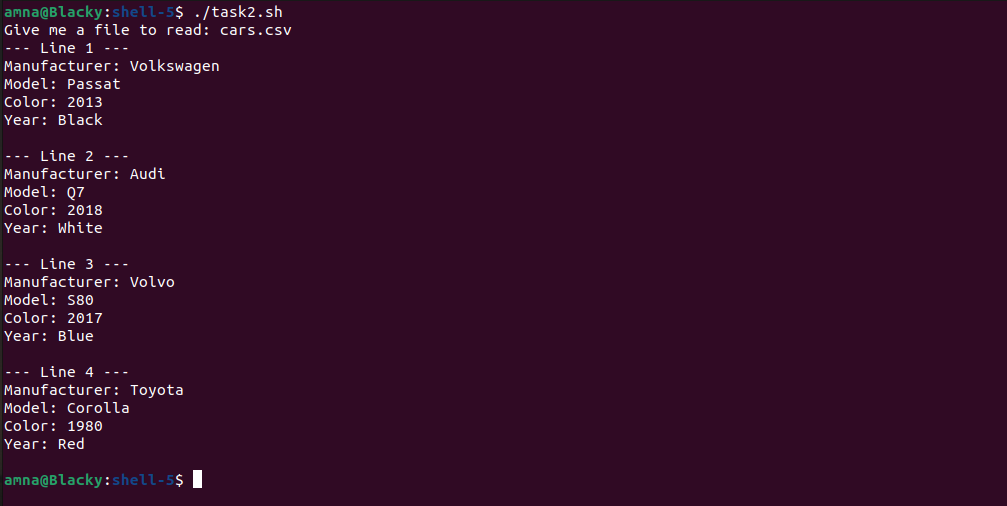 amna@Blacky:shell-5$ ./task2.sh
Give me a file to read: cars.csv
--- Line 1 ---
Manufacturer: Volkswagen
Model: Passat
Color: 2013
Year: Black

--- Line 2 ---
Manufacturer: Audi
Model: Q7
Color: 2018
Year: White

--- Line 3 ---
Manufacturer: Volvo
Model: S80
Color: 2017
Year: Blue

--- Line 4 ---
Manufacturer: Toyota
Model: Corolla
Color: 1980
Year: Red

amna@Blacky:shell-5$